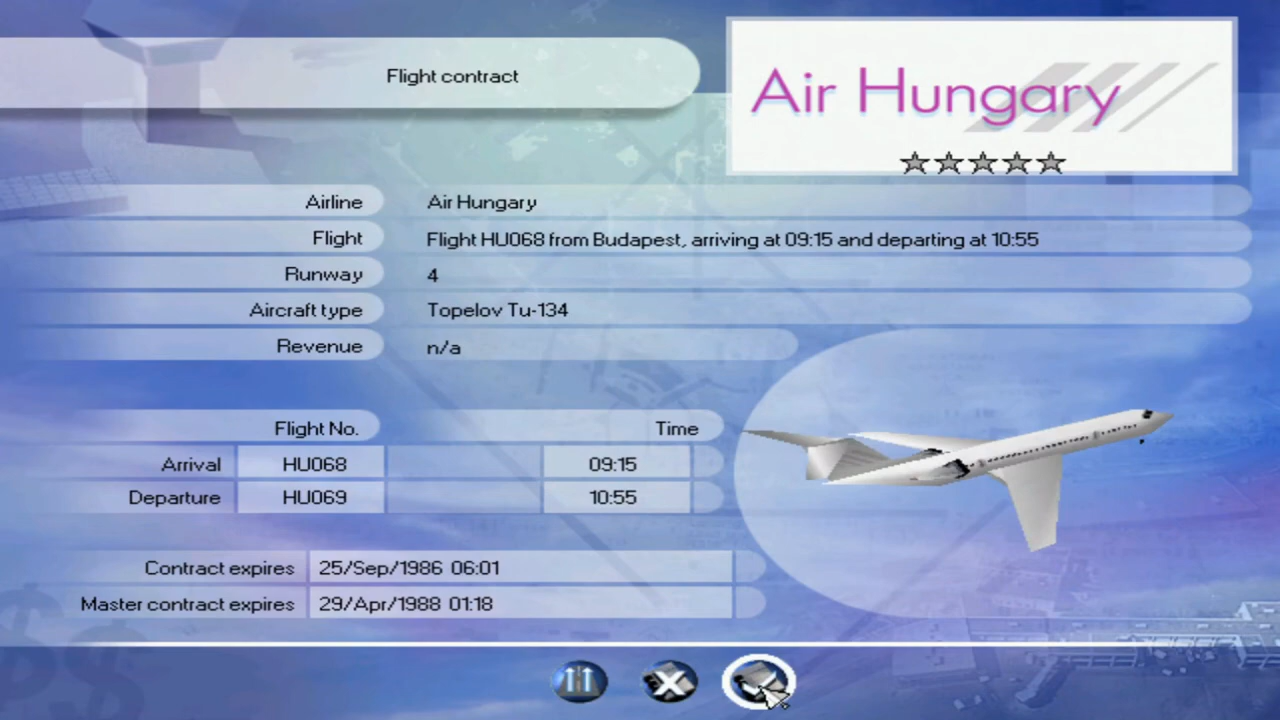 Flight contract
Air Hungary
Airline Air Hungary
Flight Flight HU068 from Budapest, arriving at 09:15 and departing at 10:55
Runway 4
Aircraft type Topelov Tu-134
Revenue n/a
Flight No. Time
Arrival HU068 09:15
Departure HU069 10:55
Contract expires 25/Sep/1986 06:01
Master contract expires 29/Apr/1988 01:18